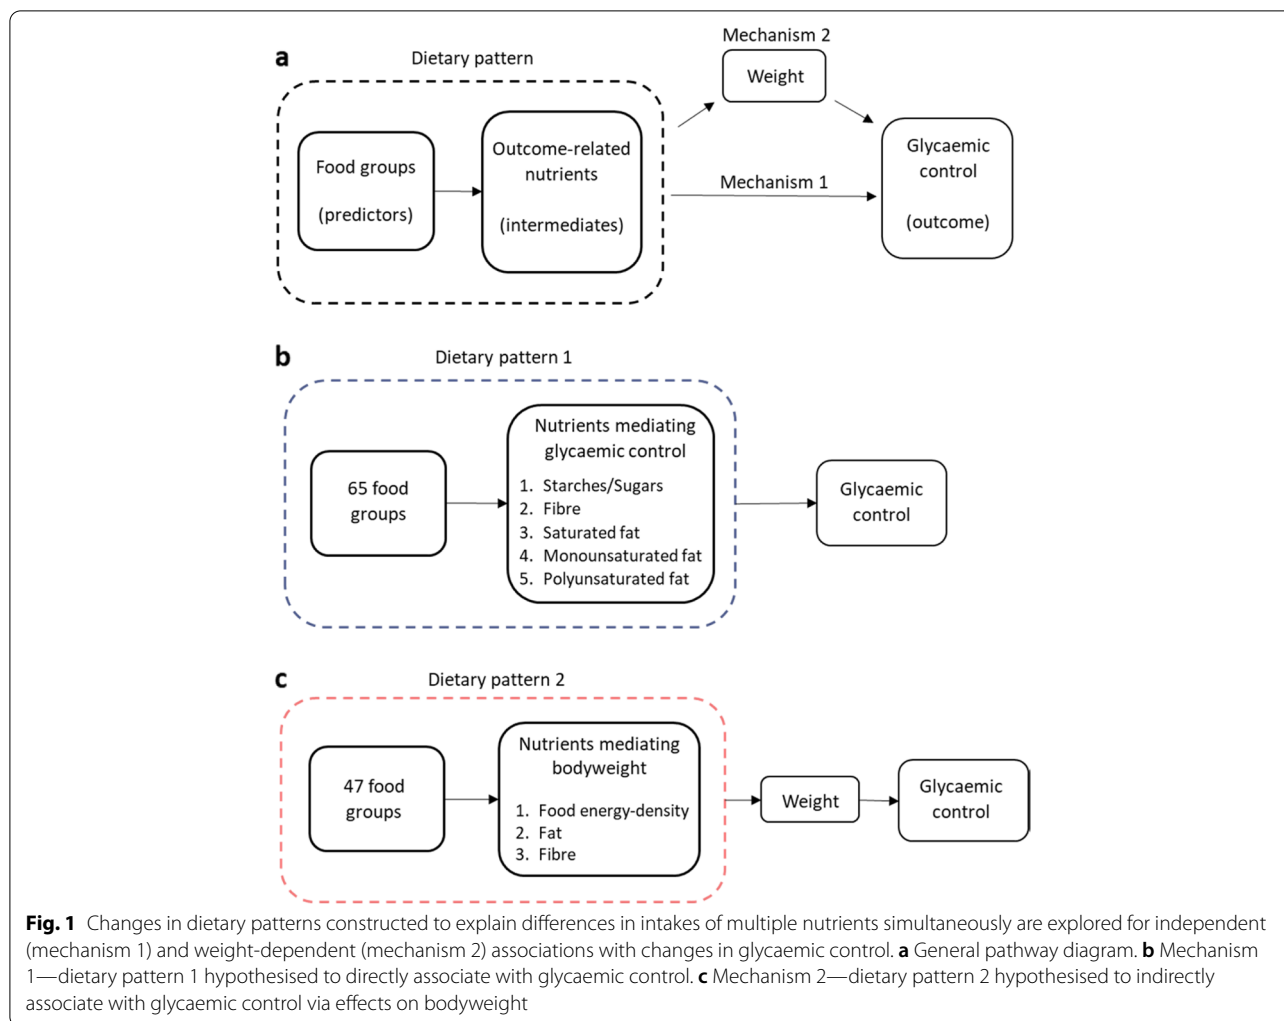 a
Dietary pattern
Food groups
(predictors)
Outcome-related
nutrients
(intermediates)
Mechanism 2
Weight
Mechanism 1
Glycaemic
control
(outcome)
b
Dietary pattern 1
65 food
groups
Nutrients mediating
glycaemic control
1. Starches/Sugars
2. Fibre
3. Saturated fat
4. Monounsaturated fat
5. Polyunsaturated fat
Glycaemic
control
c
Dietary pattern 2
47 food
groups
Nutrients mediating
bodyweight
1. Food energy-density
2. Fat
3. Fibre
Weight
Glycaemic
control
Fig. 1 Changes in dietary patterns constructed to explain differences in intakes of multiple nutrients simultaneously are explored for independent
(mechanism 1) and weight-dependent (mechanism 2) associations with changes in glycaemic control. a General pathway diagram. b Mechanism
1—dietary pattern 1 hypothesised to directly associate with glycaemic control. c Mechanism 2—dietary pattern 2 hypothesised to indirectly
associate with glycaemic control via effects on bodyweight